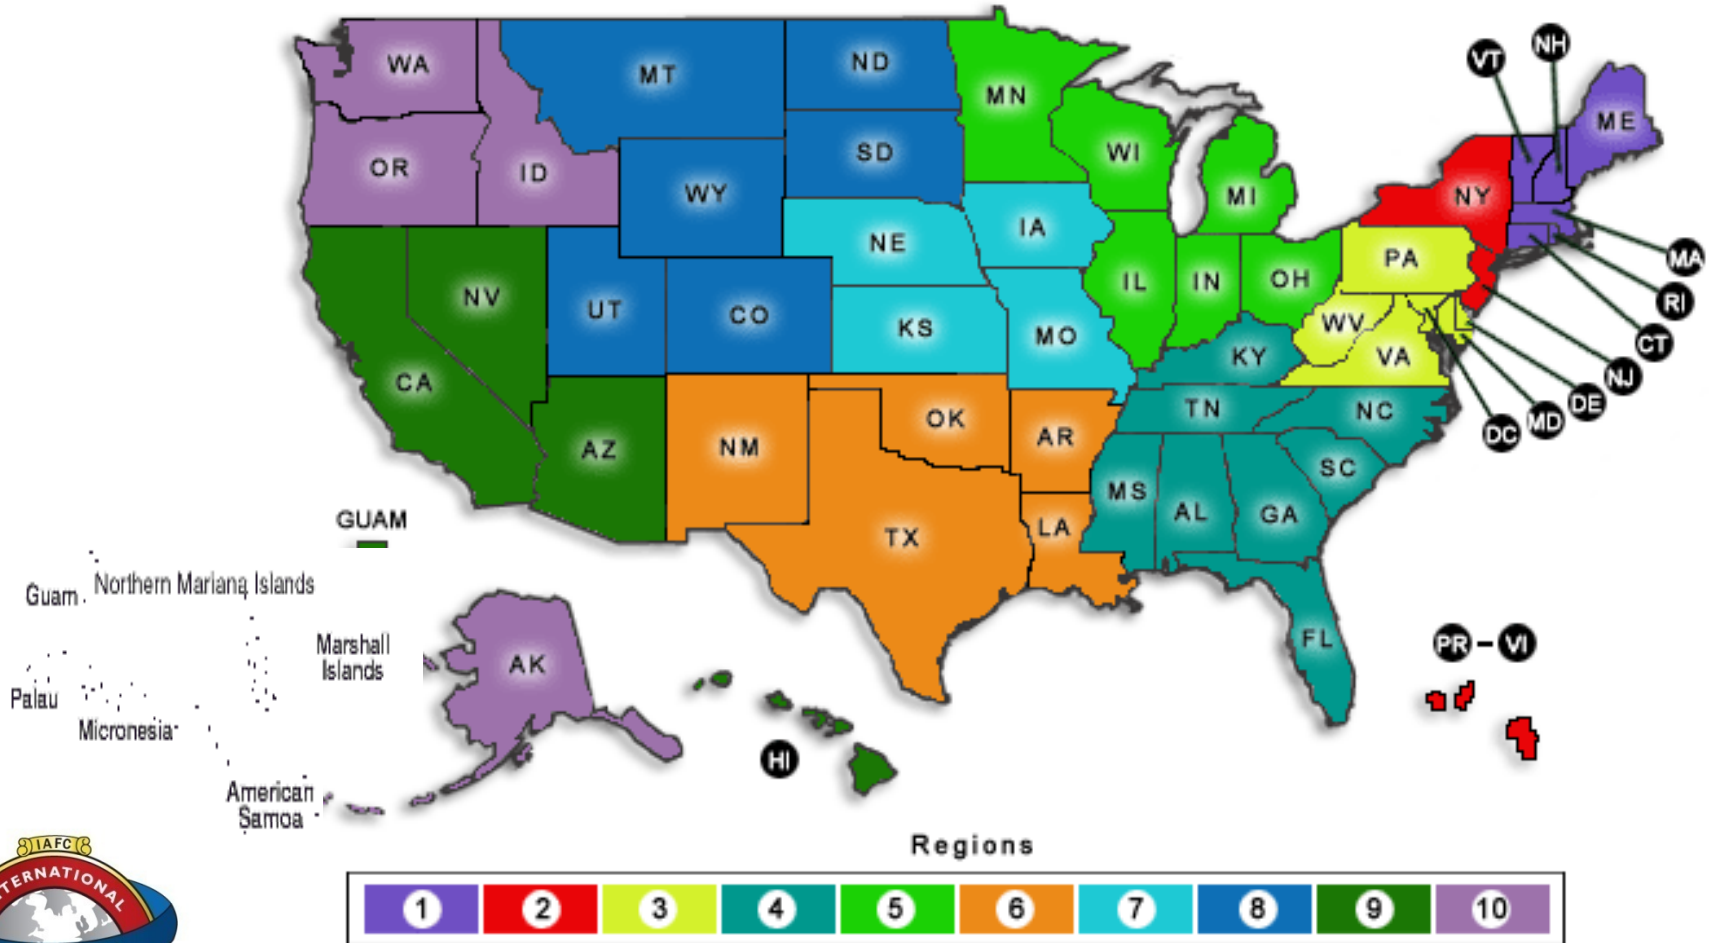 WA
MT
ND
MN
VT
NH
ME
OR
ID
WY
SD
WI
MI
NY
MA
RI
CT
NJ
DE
MD
DC
NE
IA
PA
NV
UT
CO
KS
MO
IL
IN
OH
WV
VA
KY
CA
AZ
NM
OK
AR
TN
NC
SC
MS
AL
GA
TX
LA
FL
GUAM
Guam
Northern Mariana Islands
Marshall
Islands
Palau
Micronesia
American
Samoa
AK
HI
PR – VI
IAFC
TERNATIONAL
Regions
1 2 3 4 5 6 7 8 9 10